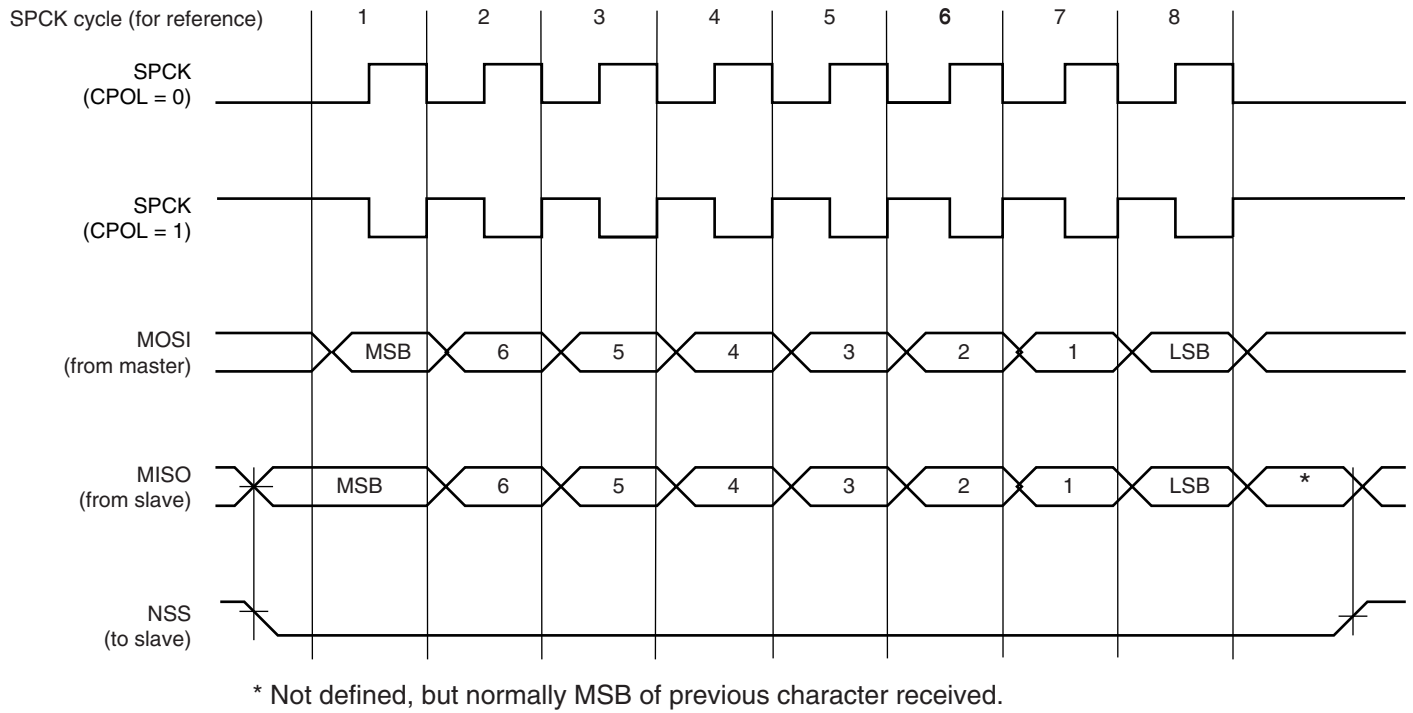 SPCK cycle (for reference) 1 2 3 4 5 6 7 8
SPCK
(CPOL = 0)
SPCK
(CPOL = 1)
MOSI
(from master)
MSB 6 5 4 3 2 1 LSB
MISO
(from slave)
MSB 6 5 4 3 2 1 LSB *
NSS
(to slave)
* Not defined, but normally MSB of previous character received.